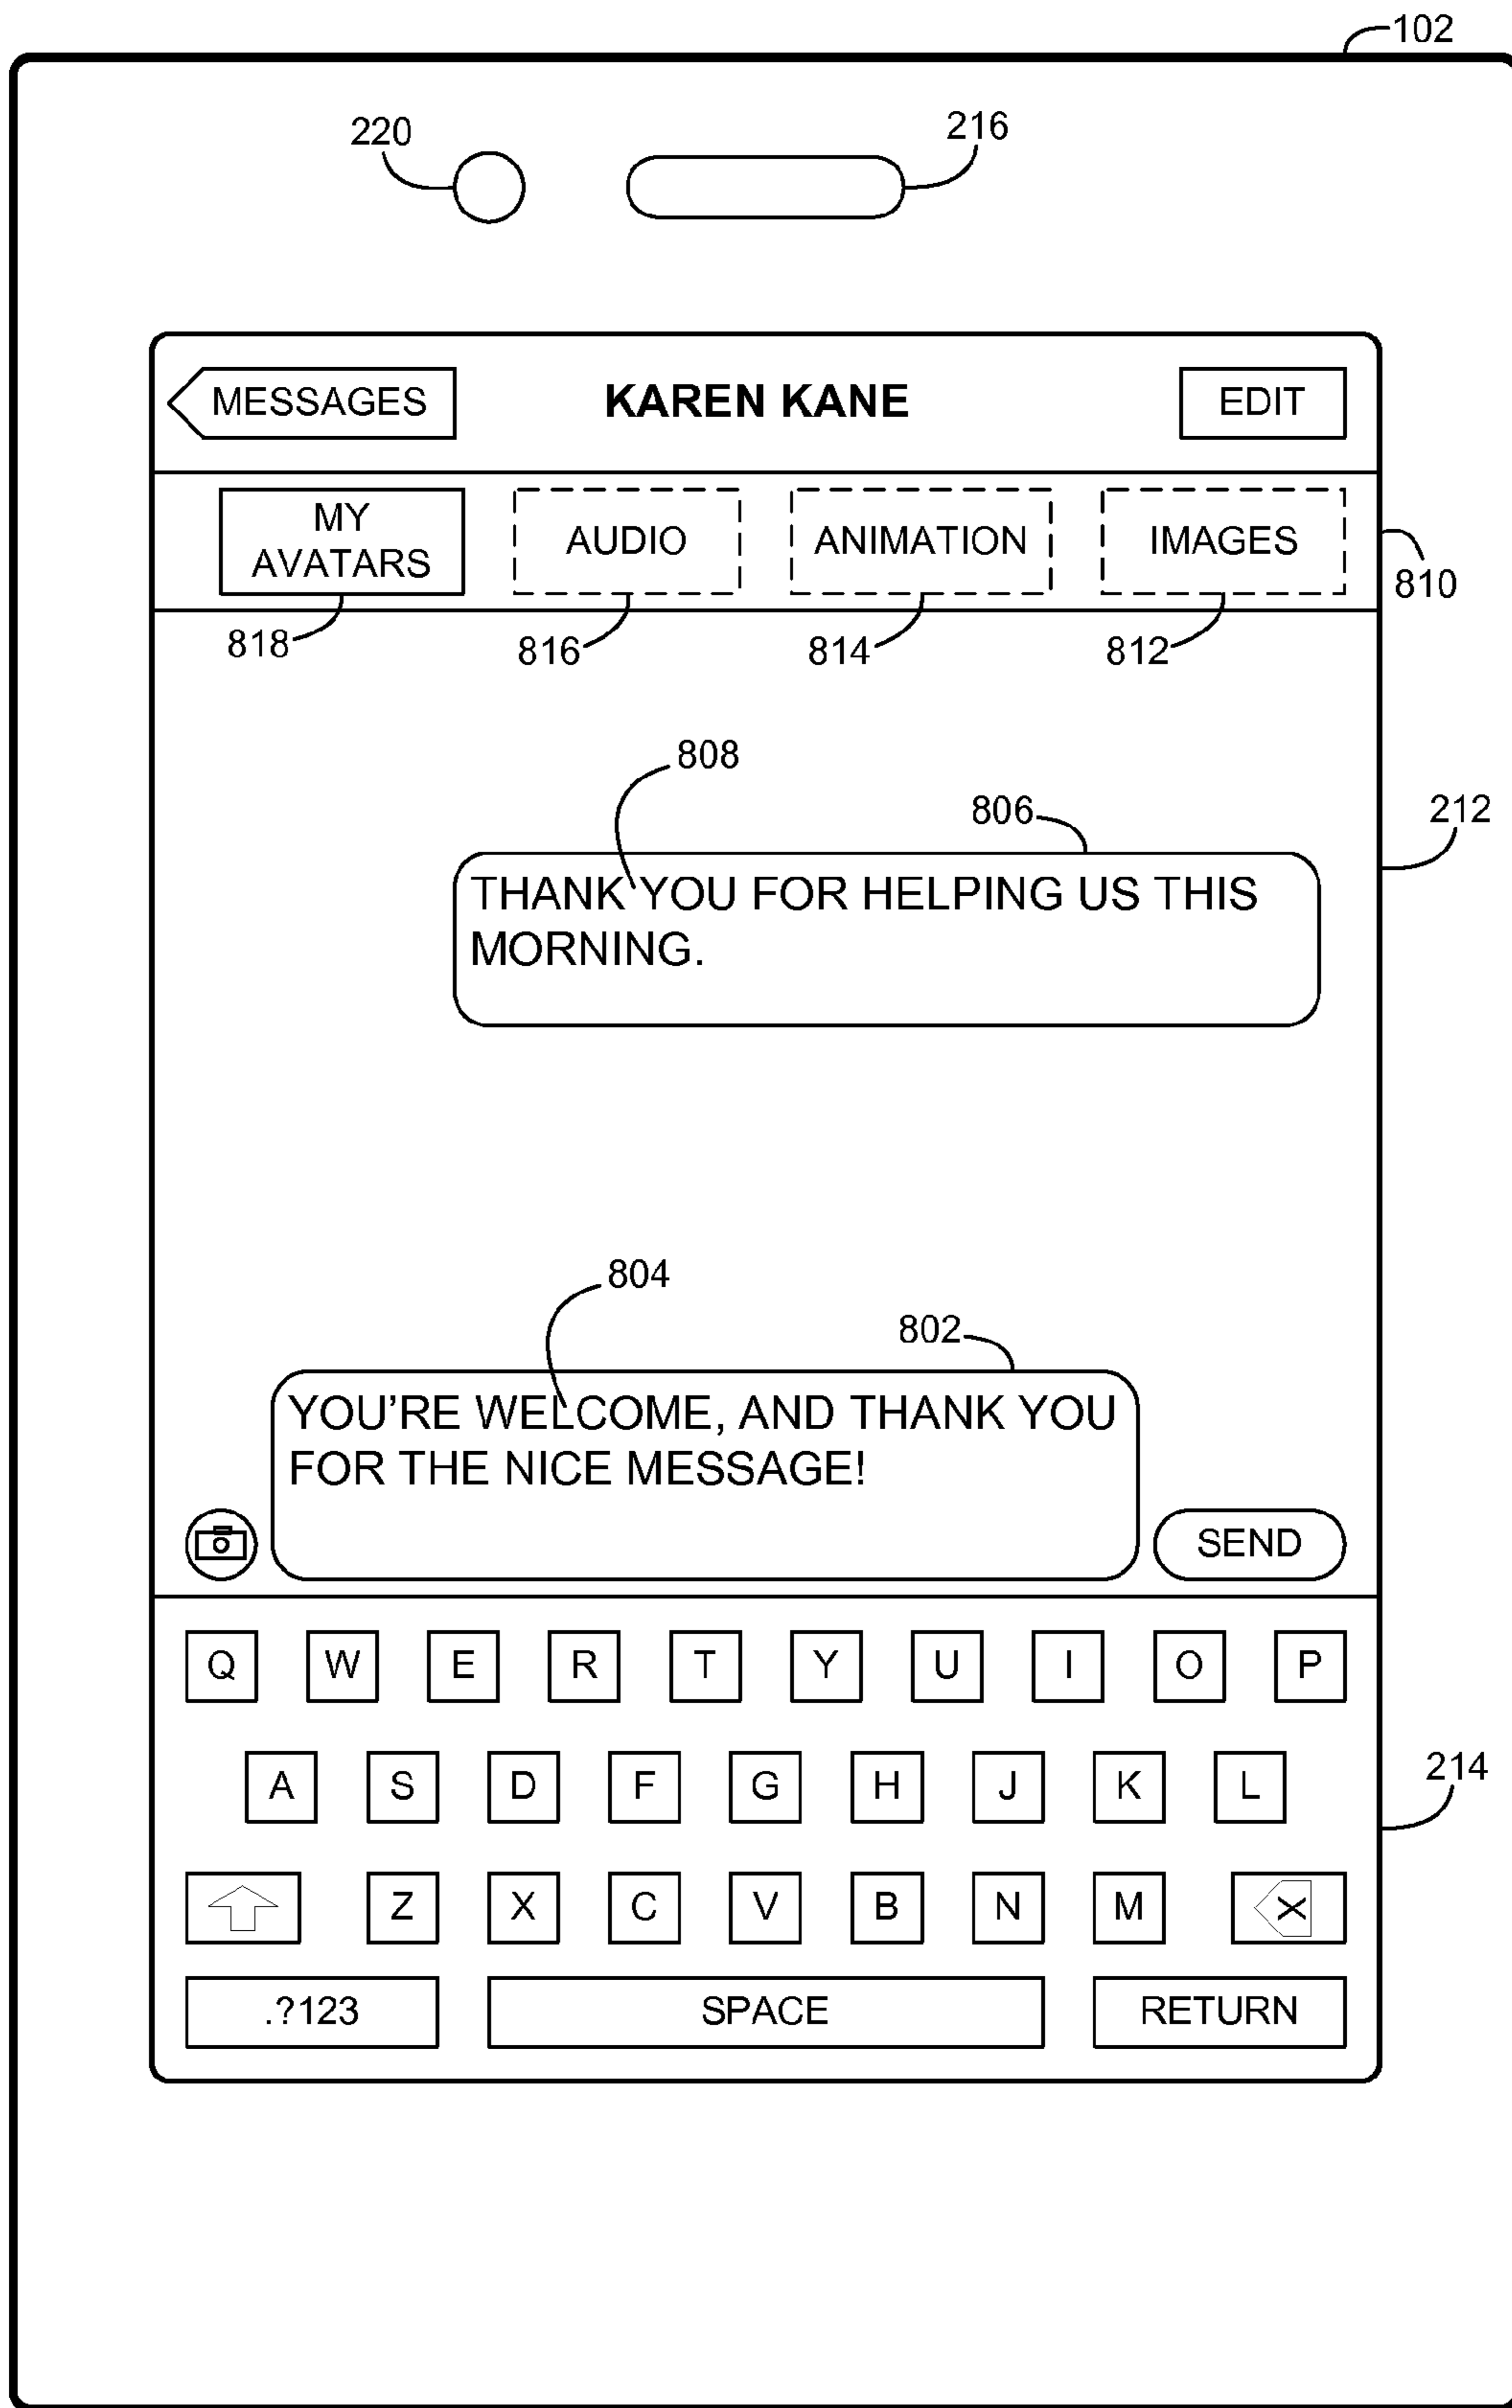 102
220
216
MESSAGES KAREN KANE EDIT
MY
AVATARS
AUDIO
ANIMATION
IMAGES
810
818 816 814 812
808
806
212
THANK YOU FOR HELPING US THIS
MORNING.
804
802
YOU'RE WELCOME, AND THANK YOU
FOR THE NICE MESSAGE!
SEND
Q W E R T Y U I O P
A S D F G H J K L
214
Z X C V B N M X
.?123 SPACE RETURN